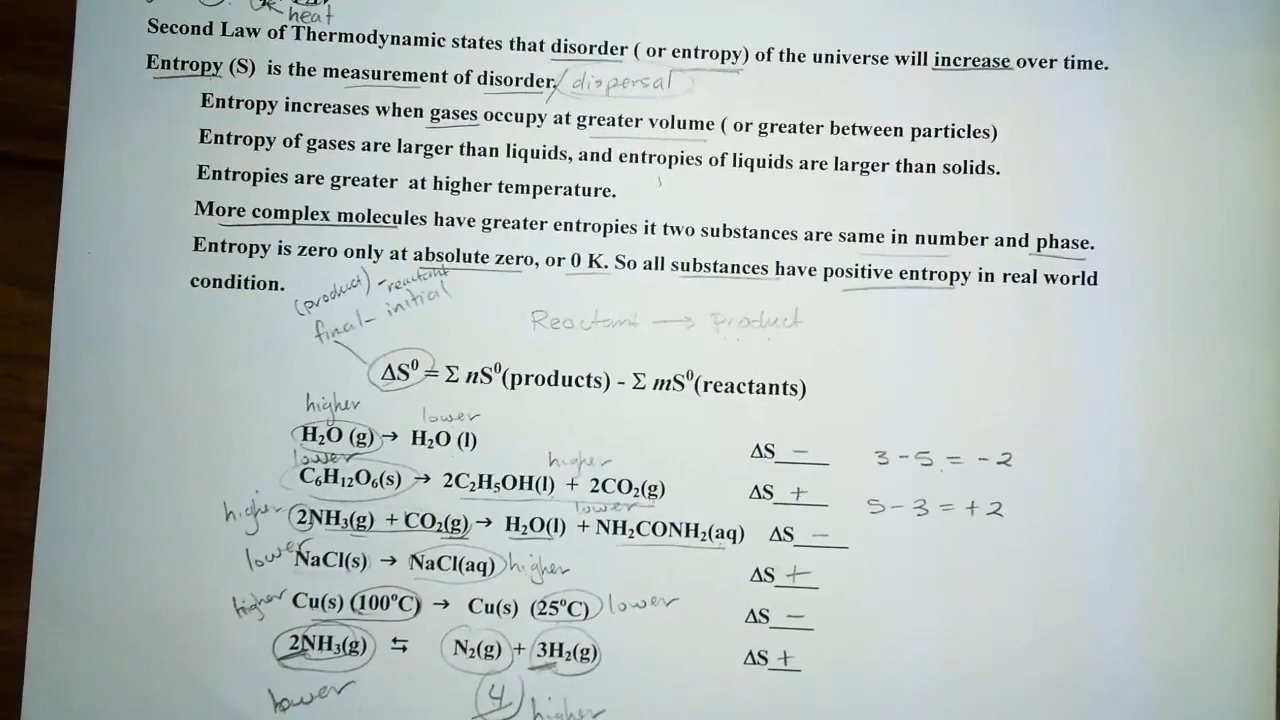 heat
Second Law of Thermodynamic states that disorder ( or entropy) of the universe will increase over time.
Entropy (S) is the measurement of disorder. / dispersal
Entropy increases when gases occupy at greater volume ( or greater between particles)
Entropy of gases are larger than liquids, and entropies of liquids are larger than solids.
Entropies are greater at higher temperature.
More complex molecules have greater entropies it two substances are same in number and phase.
Entropy is zero only at absolute zero, or 0 K. So all substances have positive entropy in real world
condition.
(product) - reactant
final - initial
Reactant → product
ΔS⁰ = Σ nS⁰(products) - Σ mS⁰(reactants)
higher lower
H₂O (g) → H₂O (l) ΔS − 3 - 5 = -2
lower higher
C₆H₁₂O₆(s) → 2C₂H₅OH(l) + 2CO₂(g) ΔS + 5 - 3 = +2
higher lower
2NH₃(g) + CO₂(g) → H₂O(l) + NH₂CONH₂(aq) ΔS −
lower NaCl(s) → NaCl(aq) higher ΔS +
higher Cu(s) (100⁰C) → Cu(s) (25⁰C) lower ΔS −
2NH₃(g) ⇆ N₂(g) + 3H₂(g) ΔS +
lower 4 higher